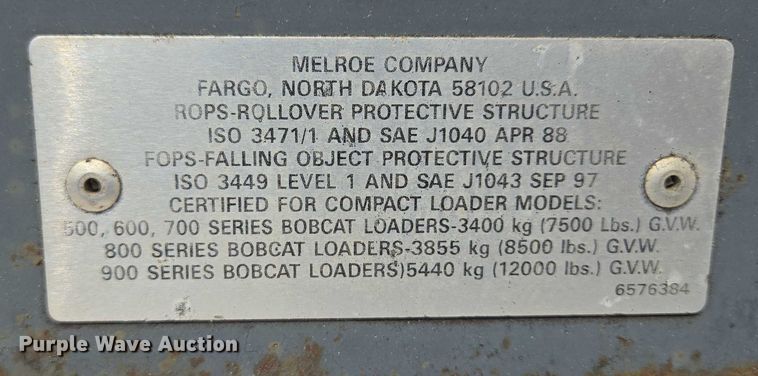 MELROE COMPANY
FARGO, NORTH DAKOTA 58102 U.S.A.
ROPS-ROLLOVER PROTECTIVE STRUCTURE
ISO 3471/1 AND SAE J1040 APR 88
FOPS-FALLING OBJECT PROTECTIVE STRUCTURE
ISO 3449 LEVEL 1 AND SAE J1043 SEP 97
CERTIFIED FOR COMPACT LOADER MODELS:
500, 600, 700 SERIES BOBCAT LOADERS-3400 kg (7500 Lbs.) G.V.W.
800 SERIES BOBCAT LOADERS-3855 kg (8500 lbs.) G.V.W.
900 SERIES BOBCAT LOADERS)5440 kg (12000 lbs.) G.V.W.
6576384
Purple Wave Auction